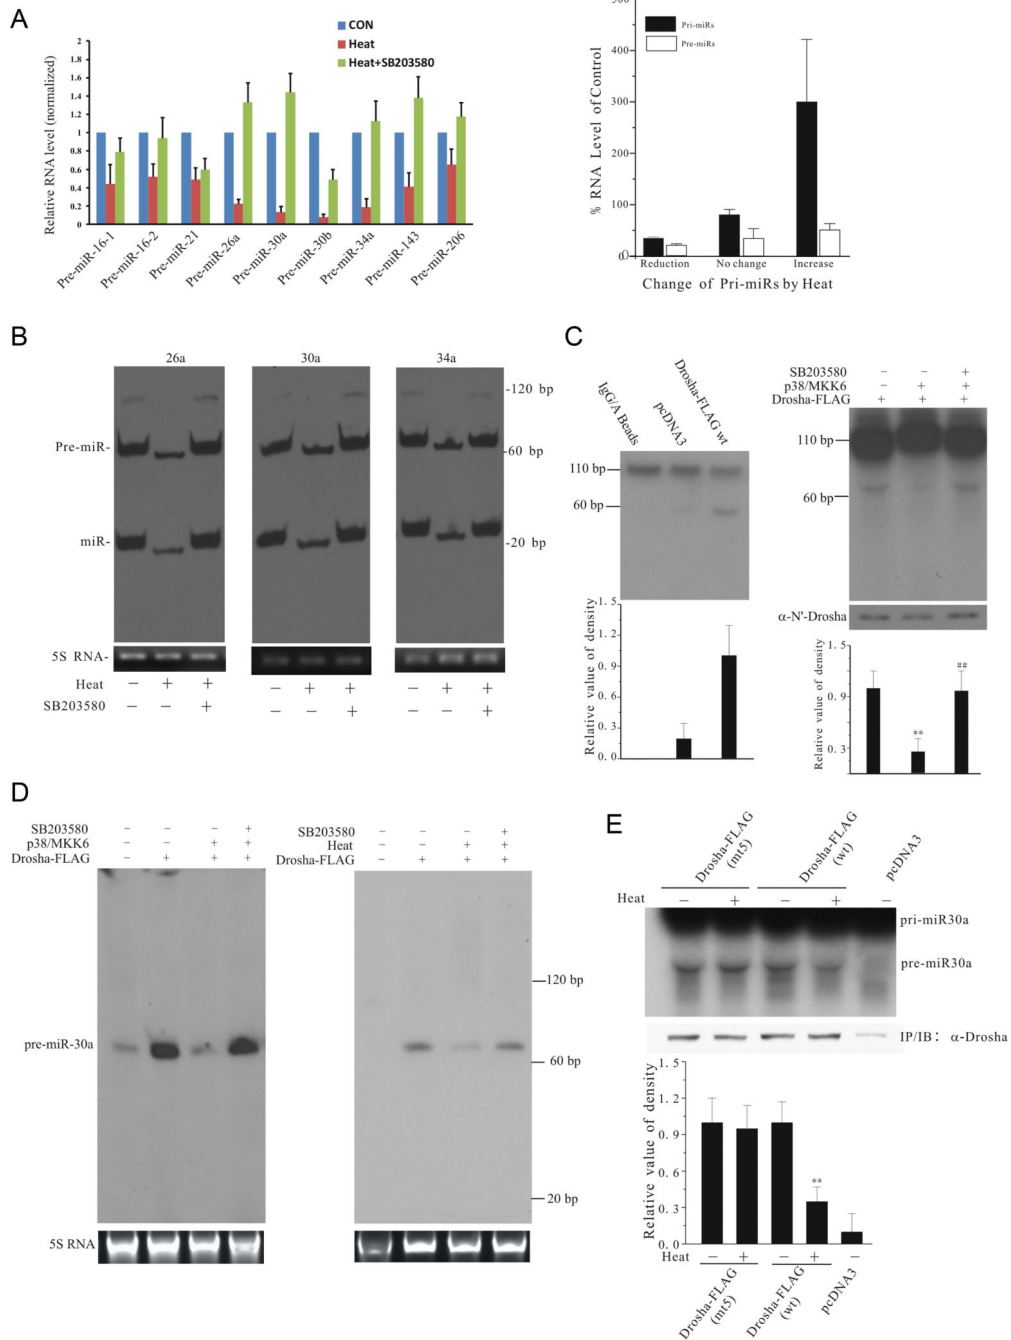 A
CON
Heat
Heat+SB203580
Relative RNA level (normalized)
2
1.8
1.6
1.4
1.2
1
0.8
0.6
0.4
0.2
0
Pre-miR-16-1
Pre-miR-16-2
Pre-miR-21
Pre-miR-26a
Pre-miR-30a
Pre-miR-30b
Pre-miR-34a
Pre-miR-143
Pre-miR-206
Pri-miRs
Pre-miRs
% RNA Level of Control
500
400
300
200
100
0
Reduction No change Increase
Change of Pri-miRs by Heat
B
26a 30a 34a
-120 bp
Pre-miR-
-60 bp
miR-
-20 bp
5S RNA-
Heat − + + − + + − + +
SB203580 − − + − − + − − +
C
IgG/A Beads
pcDNA3
Drosha-FLAG wt
110 bp
60 bp
Relative value of density
1.5
1.2
0.9
0.6
0.3
0.0
SB203580 − − +
p38/MKK6 − + +
Drosha-FLAG + + +
110 bp
60 bp
α-N'-Drosha
Relative value of density
0.9
0.3
**
##
D
SB203580 − − − +
p38/MKK6 − − + +
Drosha-FLAG − + + +
pre-miR-30a
5S RNA
SB203580 − − − +
Heat − − + +
Drosha-FLAG − + + +
120 bp
60 bp
20 bp
E
Drosha-FLAG
(mt5)
Drosha-FLAG
(wt)
pcDNA3
Heat − + − + −
pri-miR30a
pre-miR30a
IP/IB: α-Drosha
Relative value of density
1.5
1.2
0.9
0.6
0.3
0.0
**
Heat − + − + −
Drosha-FLAG
(mt5)
Drosha-FLAG
(wt)
pcDNA3